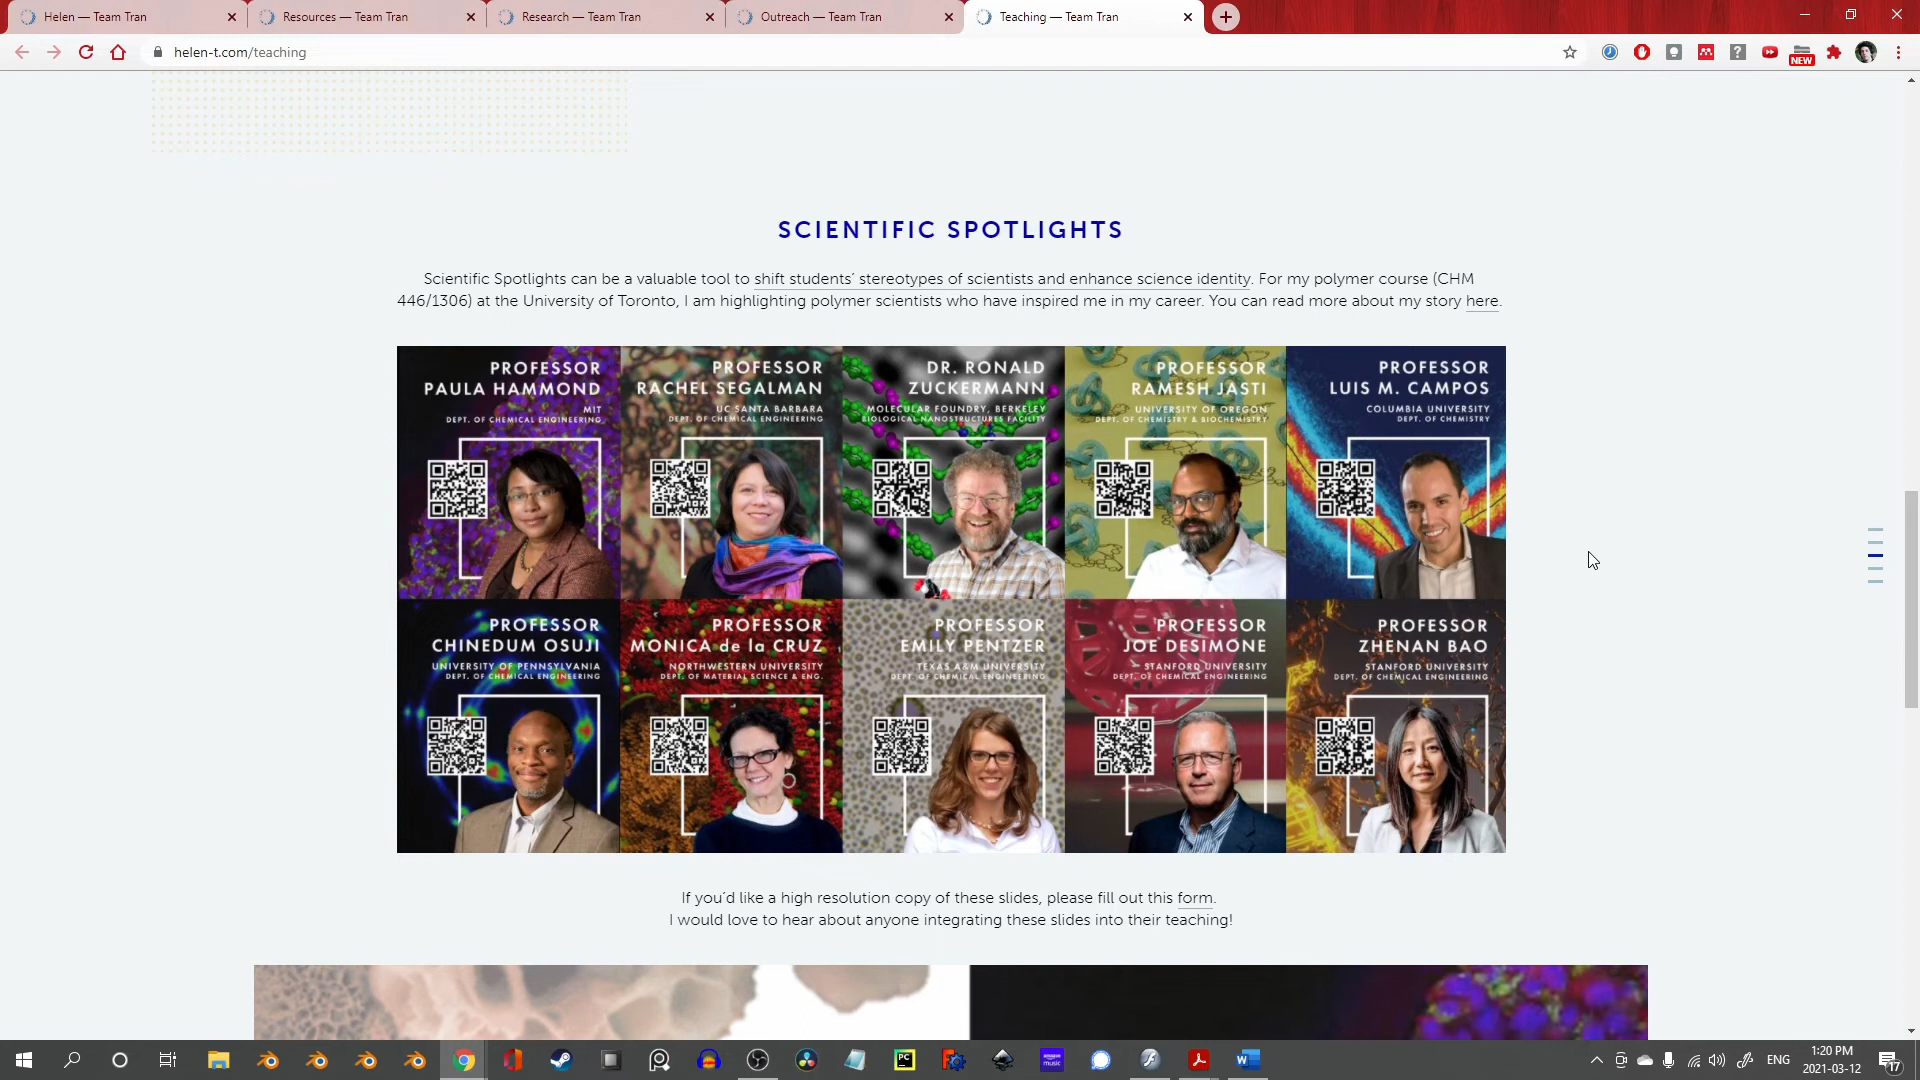 Helen — Team Tran
Resources — Team Tran
Research — Team Tran
Outreach — Team Tran
Teaching — Team Tran
helen-t.com/teaching
NEW
SCIENTIFIC SPOTLIGHTS
Scientific Spotlights can be a valuable tool to shift students' stereotypes of scientists and enhance science identity. For my polymer course (CHM
446/1306) at the University of Toronto, I am highlighting polymer scientists who have inspired me in my career. You can read more about my story here.
PROFESSOR
PAULA HAMMOND
MIT
DEPT. OF CHEMICAL ENGINEERING
PROFESSOR
RACHEL SEGALMAN
UC SANTA BARBARA
DEPT. OF CHEMICAL ENGINEERING
DR. RONALD
ZUCKERMANN
MOLECULAR FOUNDRY, BERKELEY
BIOLOGICAL NANOSTRUCTURES FACILITY
PROFESSOR
RAMESH JASTI
UNIVERSITY OF OREGON
DEPT. OF CHEMISTRY & BIOCHEMISTRY
PROFESSOR
LUIS M. CAMPOS
COLUMBIA UNIVERSITY
DEPT. OF CHEMISTRY
PROFESSOR
CHINEDUM OSUJI
UNIVERSITY OF PENNSYLVANIA
DEPT. OF CHEMICAL ENGINEERING
PROFESSOR
MONICA de la CRUZ
NORTHWESTERN UNIVERSITY
DEPT. OF MATERIAL SCIENCE & ENG.
PROFESSOR
EMILY PENTZER
TEXAS A&M UNIVERSITY
DEPT. OF CHEMICAL ENGINEERING
PROFESSOR
JOE DESIMONE
STANFORD UNIVERSITY
DEPT. OF CHEMICAL ENGINEERING
PROFESSOR
ZHENAN BAO
STANFORD UNIVERSITY
DEPT. OF CHEMICAL ENGINEERING
If you'd like a high resolution copy of these slides, please fill out this form.
I would love to hear about anyone integrating these slides into their teaching!
PC
amazon music
ENG
1:20 PM
2021-03-12
17